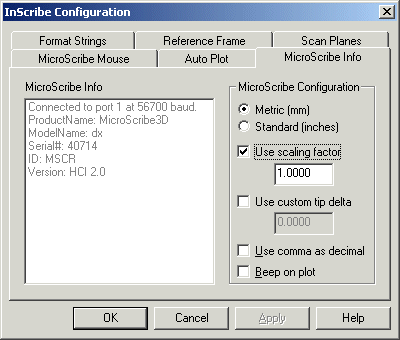 InScribe Configuration
Format Strings
Reference Frame
Scan Planes
MicroScribe Mouse
Auto Plot
MicroScribe Info
MicroScribe Info
Connected to port 1 at 56700 baud.
ProductName: MicroScribe3D
ModelName: dx
Serial#: 40714
ID: MSCR
Version: HCI 2.0
MicroScribe Configuration
Metric (mm)
Standard (inches)
Use scaling factor
1.0000
Use custom tip delta
0.0000
Use comma as decimal
Beep on plot
OK
Cancel
Apply
Help